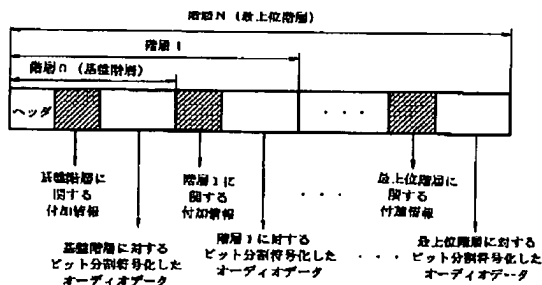 階層N（最上位階層）
階層1
階層0（基盤階層）
ヘッダ
・・・
基盤階層に
関する
付加情報
階層1に
関する
付加情報
・・・
最上位階層に
関する
付加情報
基盤階層に対する
ビット分割符号化した
オーディオデータ
階層1に対する
ビット分割符号化した
オーディオデータ
・・・
最上位階層に対する
ビット分割符号化した
オーディオデータ